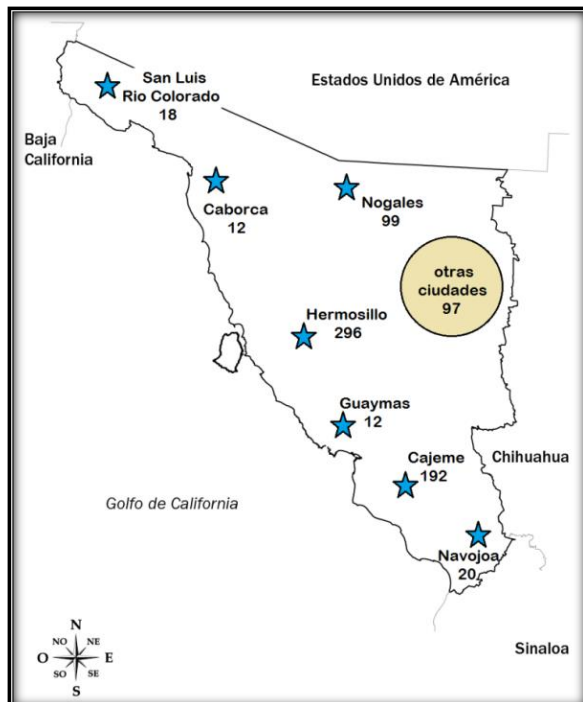 San Luis
Rio Colorado
18
Estados Unidos de América
Baja
California
Caborca
12
Nogales
99
otras
ciudades
97
Hermosillo
296
Guaymas
12
Cajeme
192
Chihuahua
Golfo de California
Navojoa
20
Sinaloa
N
NO
NE
O
E
SO
SE
S